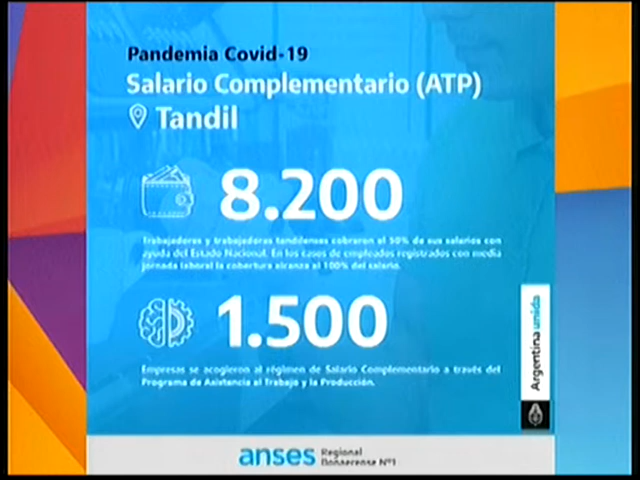 Pandemia Covid-19
Salario Complementario (ATP)
Tandil
8.200
Trabajadores y trabajadoras tandilenses cobraron el 50% de sus salarios con
ayuda del Estado Nacional. En los casos de empleados registrados con media
jornada laboral la cobertura alcanza al 100% del salario.
1.500
Empresas se acogieron al régimen de Salario Complementario a través del
Programa de Asistencia al Trabajo y la Producción.
Argentina unida
anses Regional
Bonaerense Nº1